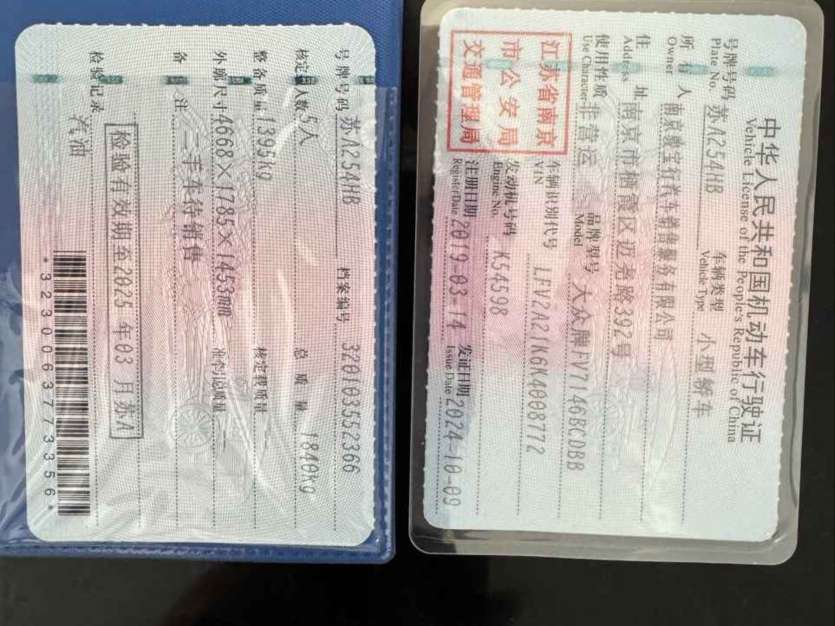 中华人民共和国机动车行驶证
Vehicle License of the People's Republic of China
号牌号码 苏A254HB 车辆类型 小型轿车
Plate No. Vehicle Type
所有人 南京骏宝行汽车销售服务有限公司
Owner
住址 南京市栖霞区迈尧路392号
Address
使用性质 非营运 品牌型号 大众牌FV7146BCDBB
Use Character Model
江苏省南京
市公安局
交通管理局
车辆识别代号 LFV2A21K6K4008772
VIN
发动机号码 K54598
Engine No.
注册日期 2019-03-14 发证日期 2024-10-09
Register Date Issue Date
号牌号码 苏A254HB 档案编号 320103552366
核定载人数 5人 总质量 1840kg
整备质量 1395kg 核定载质量 --
外廓尺寸 4668×1785×1453mm 准牵引总质量 --
备注 二手车待销售
检验记录 检验有效期至2025年03月苏A
汽油
*3230063773356*